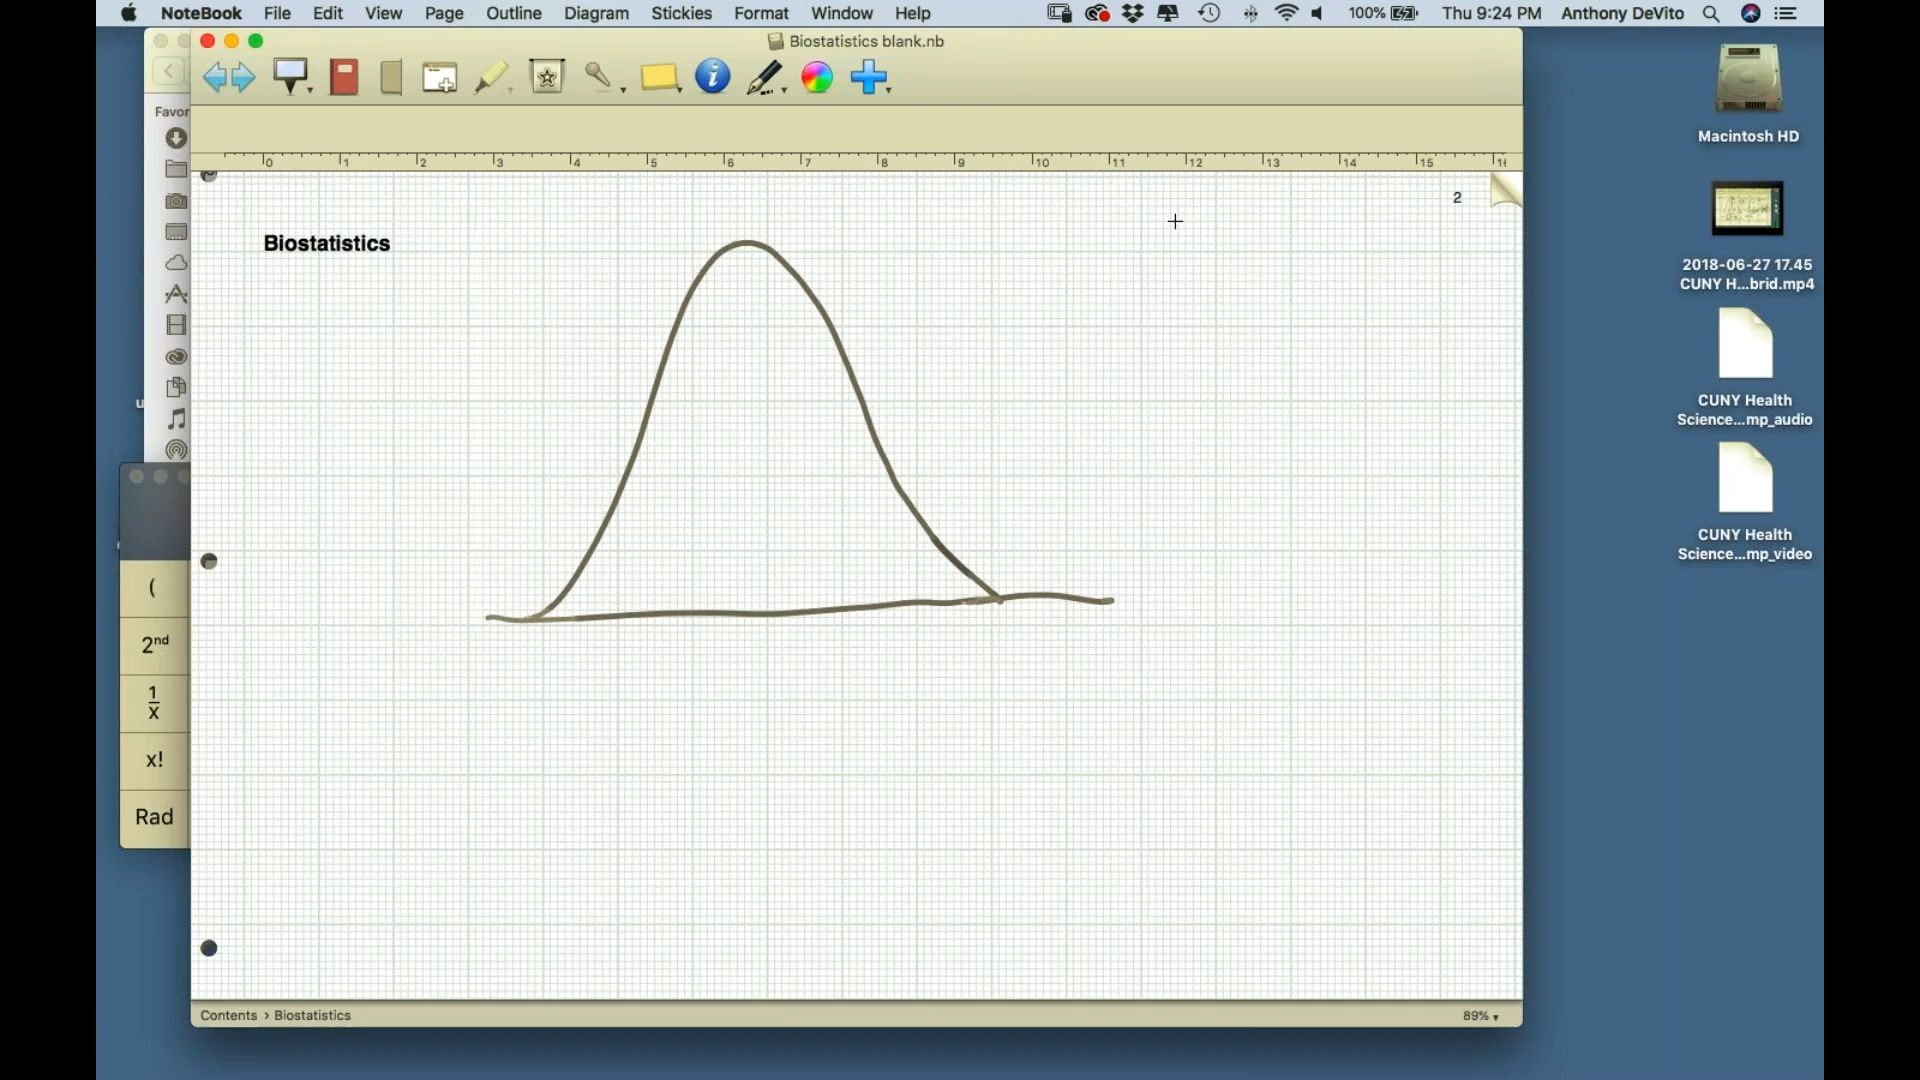 NoteBook File Edit View Page Outline Diagram Stickies Format Window Help 100% Thu 9:24 PM Anthony DeVito
Biostatistics blank.nb
Favor
0 1 2 3 4 5 6 7 8 9 10 11 12 13 14 15
2
Biostatistics
(
2nd
1
x
x!
Rad
Contents › Biostatistics
89%
Macintosh HD
2018-06-27 17.45
CUNY H...brid.mp4
CUNY Health
Science...mp_audio
CUNY Health
Science...mp_video